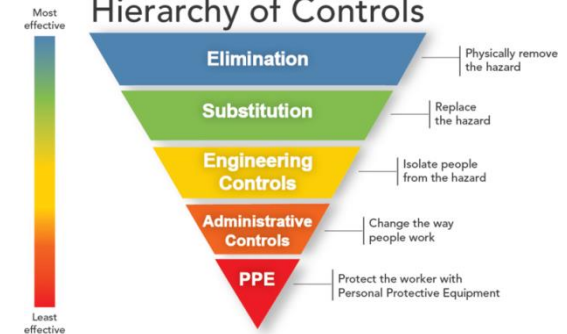 Hierarchy of Controls
Most
effective
Elimination
Physically remove
the hazard
Substitution
Replace
the hazard
Engineering
Controls
Isolate people
from the hazard
Administrative
Controls
Change the way
people work
PPE
Protect the worker with
Personal Protective Equipment
Least
effective